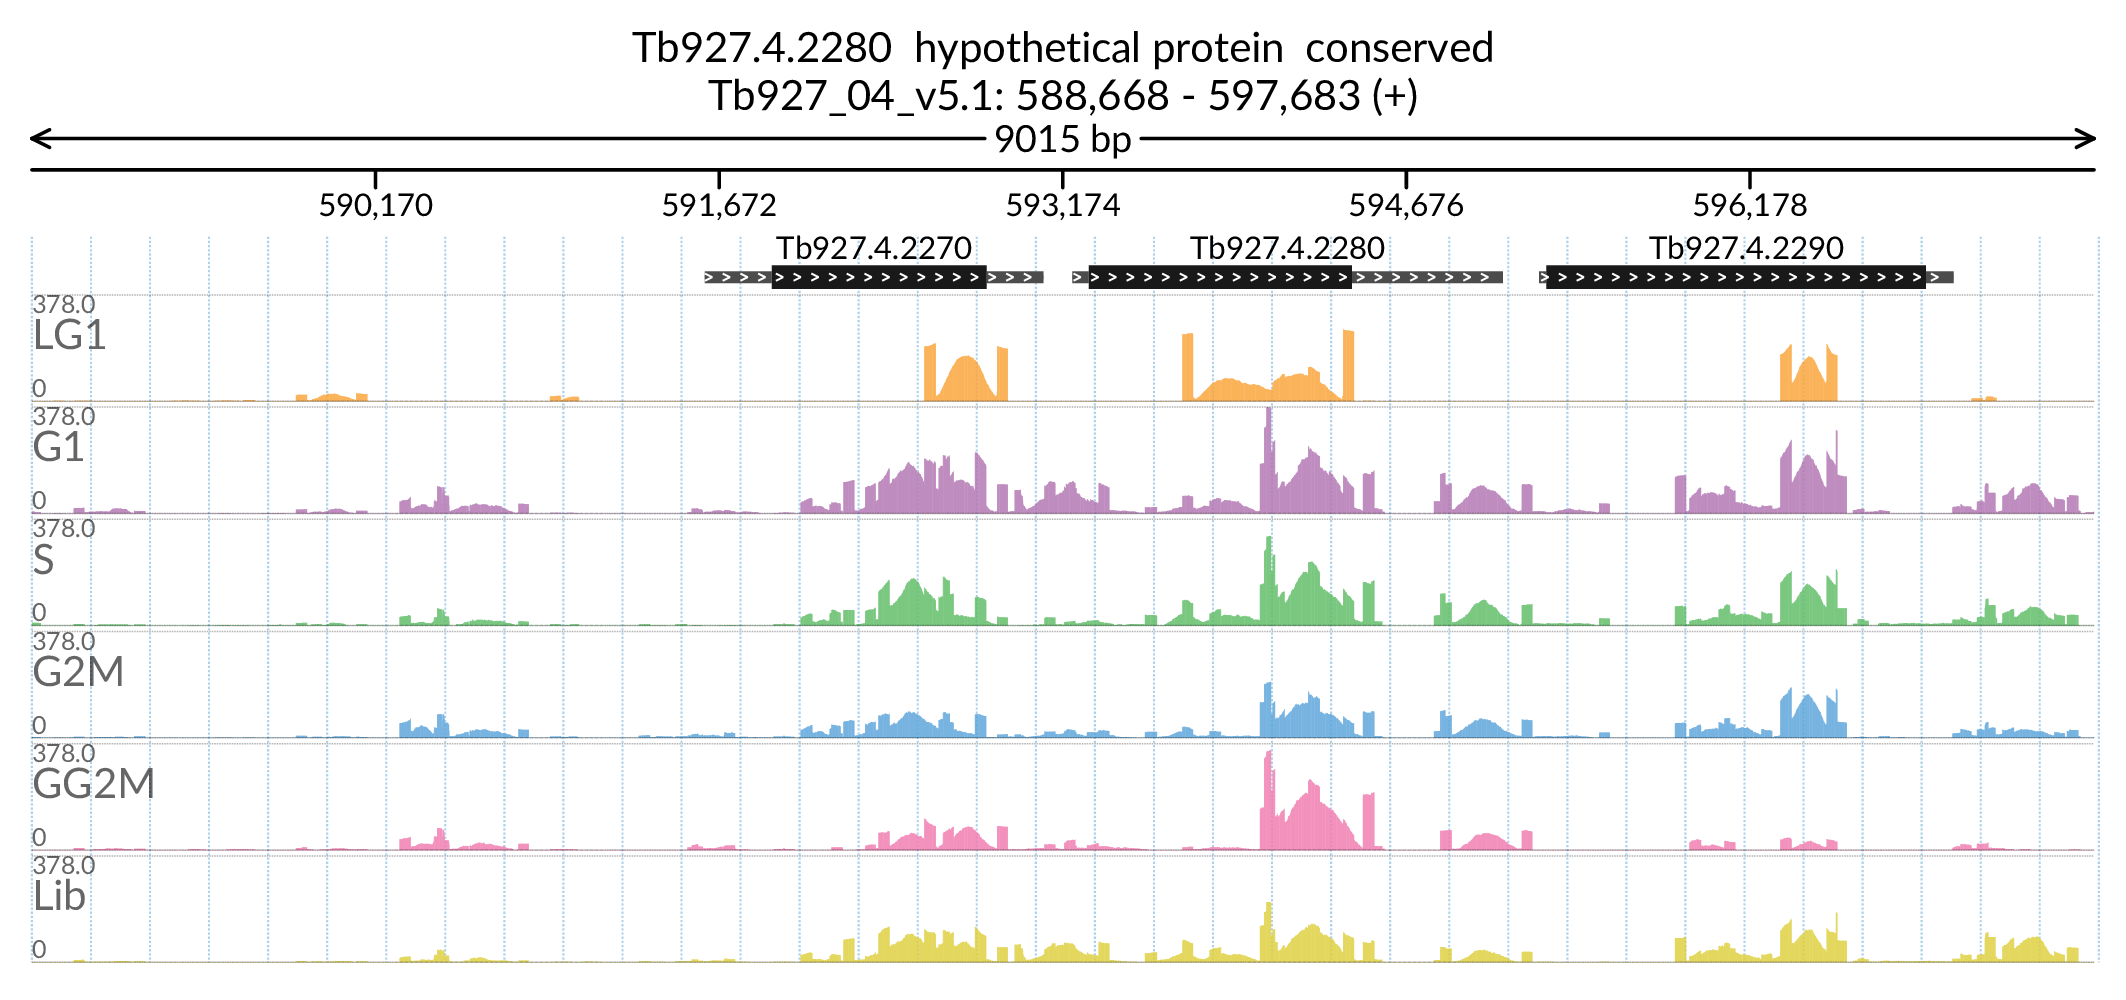 Tb927.4.2280 hypothetical protein conserved
Tb927_04_v5.1: 588,668 - 597,683 (+)
9015 bp
590,170 591,672 593,174 594,676 596,178
Tb927.4.2270 Tb927.4.2280 Tb927.4.2290
378.0
LG1
0
378.0
G1
0
378.0
S
0
378.0
G2M
0
378.0
GG2M
0
378.0
Lib
0